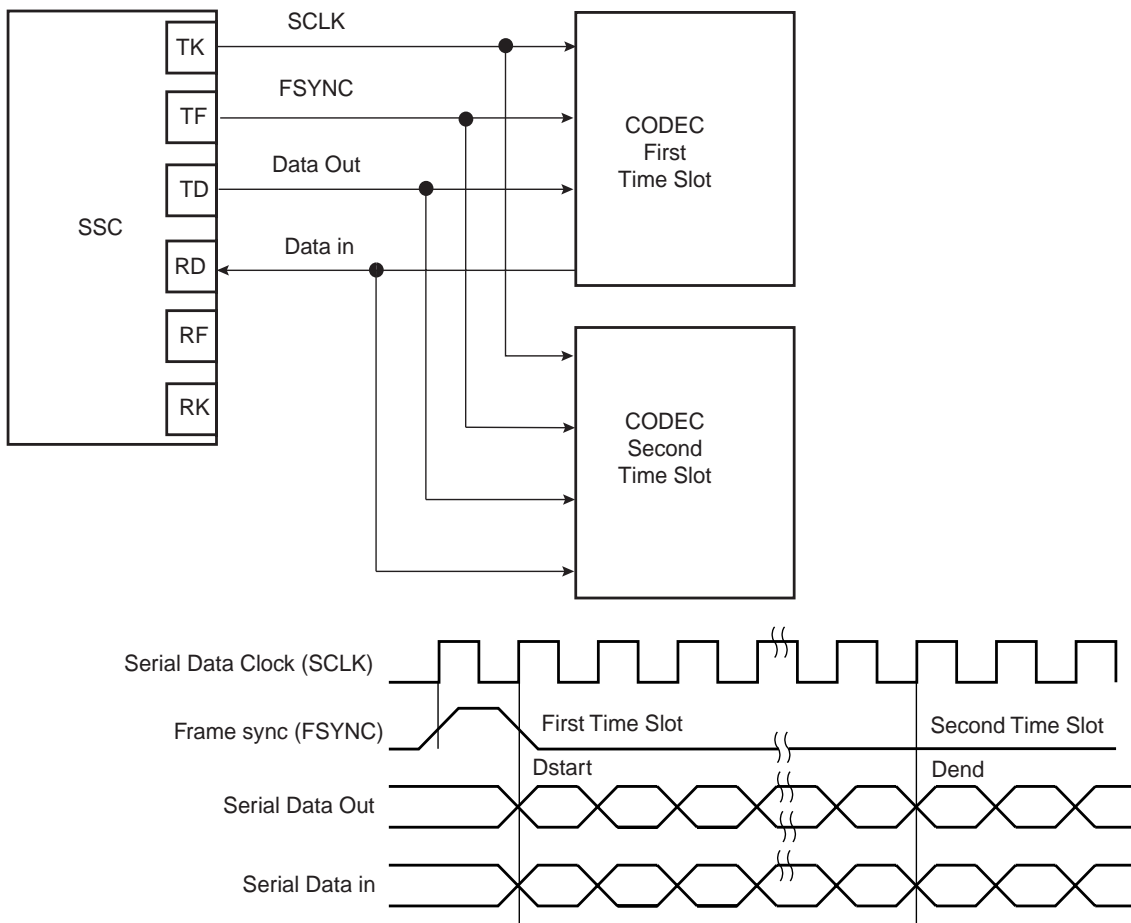 SCLK
TK
FSYNC
TF
CODEC
First
Time Slot
Data Out
TD
SSC
Data in
RD
RF
RK
CODEC
Second
Time Slot
Serial Data Clock (SCLK)
Frame sync (FSYNC)
First Time Slot
Second Time Slot
Dstart
Dend
Serial Data Out
Serial Data in